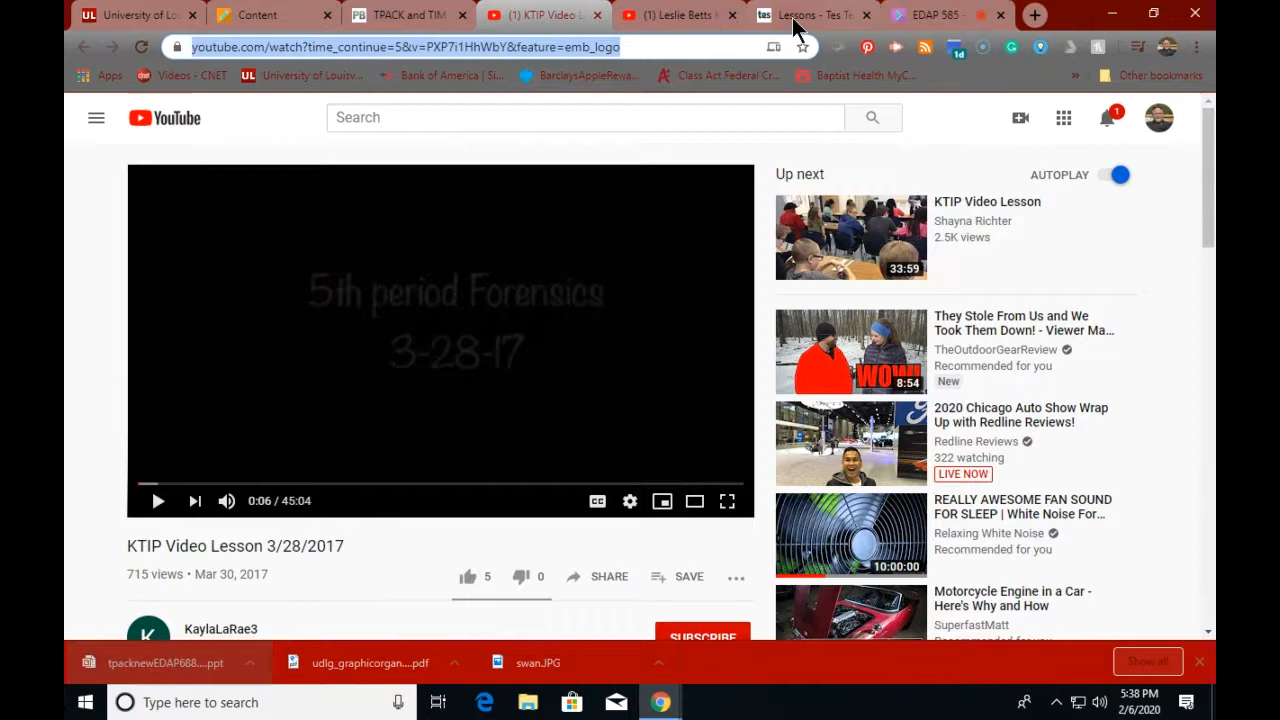 University of Lo
Content
TPACK and TIM
(1) KTIP Video L
(1) Leslie Betts K
tes Lessons - Tes Te
EDAP 585 -
youtube.com/watch?time_continue=5&v=PXP7i1HhWbY&feature=emb_logo
1d
Apps
Videos - CNET
University of Louisv...
Bank of America | Si...
BarclaysAppleRewa...
Class Act Federal Cr...
Baptist Health MyC...
»
Other bookmarks
YouTube
Search
1
5th period Forensics
3-28-17
0:06 / 45:04
CC
KTIP Video Lesson 3/28/2017
715 views • Mar 30, 2017
5
0
SHARE
SAVE
K
KaylaLaRae3
SUBSCRIBE
Up next
AUTOPLAY
KTIP Video Lesson
Shayna Richter
2.5K views
33:59
They Stole From Us and We
Took Them Down! - Viewer Ma...
TheOutdoorGearReview
Recommended for you
New
WOW!
8:54
2020 Chicago Auto Show Wrap
Up with Redline Reviews!
Redline Reviews
322 watching
LIVE NOW
REALLY AWESOME FAN SOUND
FOR SLEEP | White Noise For...
Relaxing White Noise
Recommended for you
10:00:00
Motorcycle Engine in a Car -
Here's Why and How
SuperfastMatt
tpacknewEDAP688....ppt
udlg_graphicorgan....pdf
swan.JPG
Show all
Type here to search
5:38 PM
2/6/2020